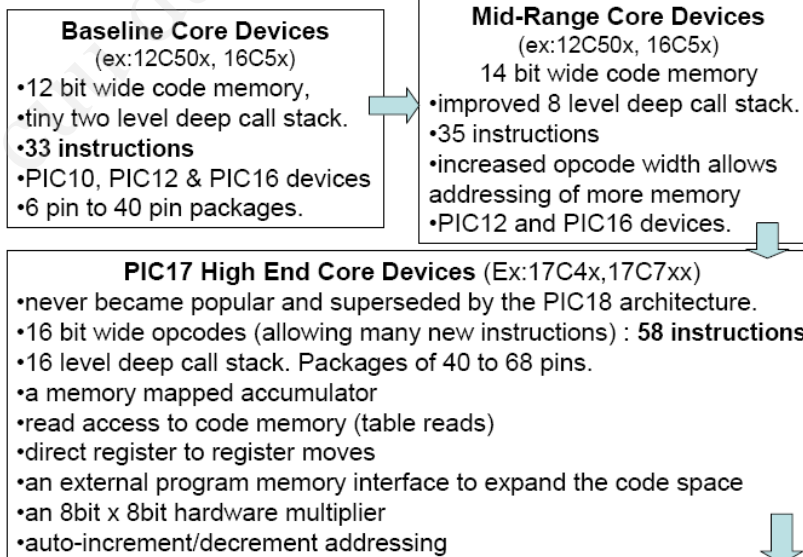 Baseline Core Devices
(ex:12C50x, 16C5x)
•12 bit wide code memory,
•tiny two level deep call stack.
•33 instructions
•PIC10, PIC12 & PIC16 devices
•6 pin to 40 pin packages.
Mid-Range Core Devices
(ex:12C50x, 16C5x)
14 bit wide code memory
•improved 8 level deep call stack.
•35 instructions
•increased opcode width allows
addressing of more memory
•PIC12 and PIC16 devices.
PIC17 High End Core Devices (Ex:17C4x,17C7xx)
•never became popular and superseded by the PIC18 architecture.
•16 bit wide opcodes (allowing many new instructions) : 58 instructions
•16 level deep call stack. Packages of 40 to 68 pins.
•a memory mapped accumulator
•read access to code memory (table reads)
•direct register to register moves
•an external program memory interface to expand the code space
•an 8bit x 8bit hardware multiplier
•auto-increment/decrement addressing